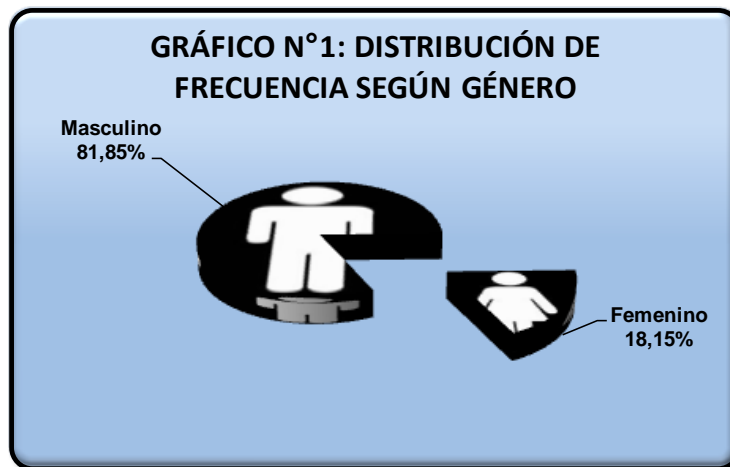 GRÁFICO N°1: DISTRIBUCIÓN DE
FRECUENCIA SEGÚN GÉNERO
Masculino
81,85%
Femenino
18,15%